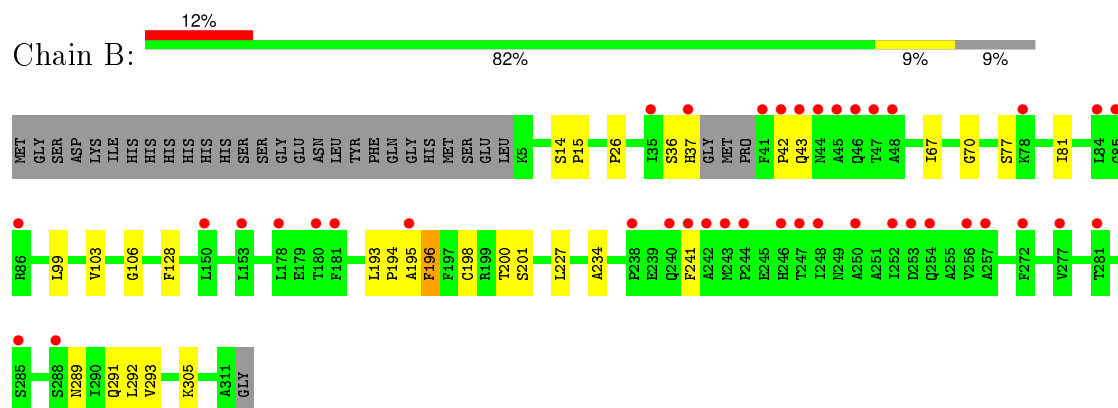 12%
Chain B:
82% 9% 9%
MET GLY SER ASP LYS ILE HIS HIS HIS HIS HIS HIS SER SER GLY GLU ASN LEU TYR PHE GLN GLY HIS MET SER GLU LEU K5 S14 P15 P26 I35 S36 H37 GLY MET PRO F41 P42 Q43 N44 A45 Q46 T47 A48 I67 G70 S77 K78 I81 L84 G85
R86 L99 V103 G106 F128 L150 L153 L178 E179 T180 F181 L193 P194 A195 F196 F197 C198 R199 T200 S201 L227 A234 P238 E239 Q240 F241 A242 M243 P244 E245 H246 T247 I248 N249 A250 A251 I252 D253 Q254 A255 V256 A257 F272 V277 T281
S285 S288 N289 I290 Q291 L292 V293 K305 A311 GLY